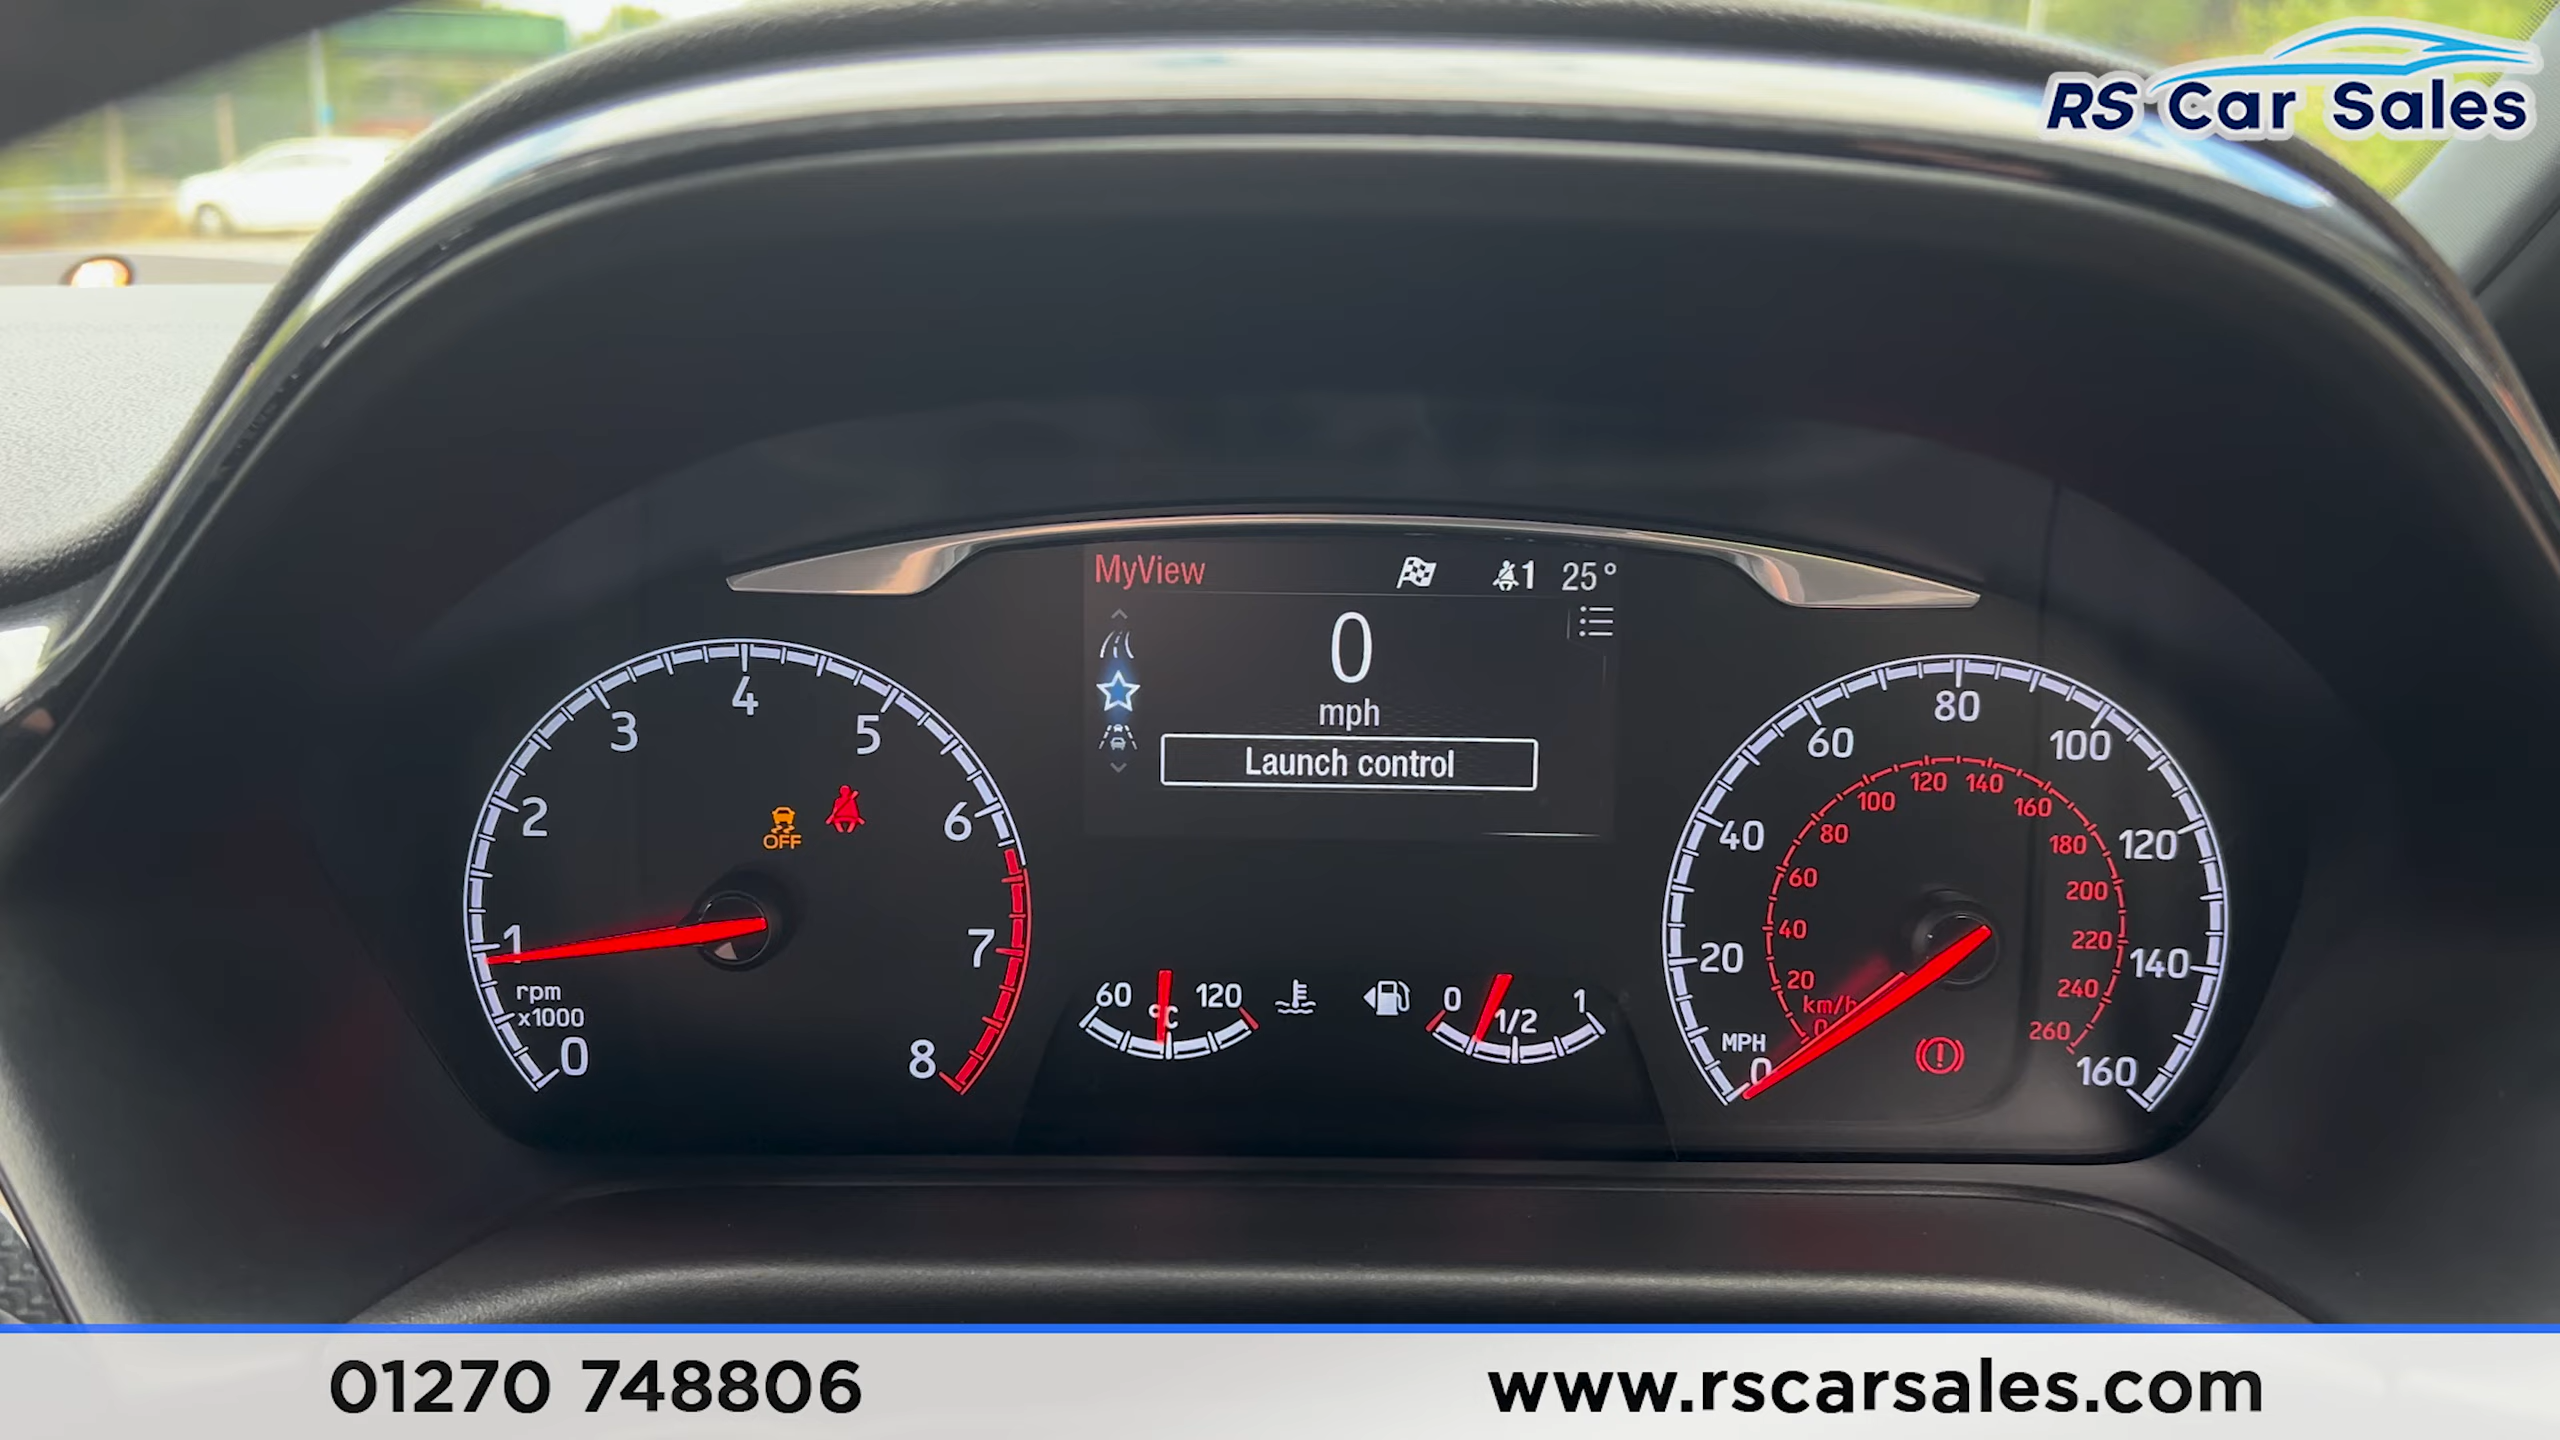 RS Car Sales
MyView 1 25°
0
mph
Launch control
0 1 2 3 4 5 6 7 8
rpm
x1000
OFF
60 °C 120
0 1/2 1
0 20 40 60 80 100 120 140 160
MPH
0 20 40 60 80 100 120 140 160 180 200 220 240 260
km/h
01270 748806
www.rscarsales.com